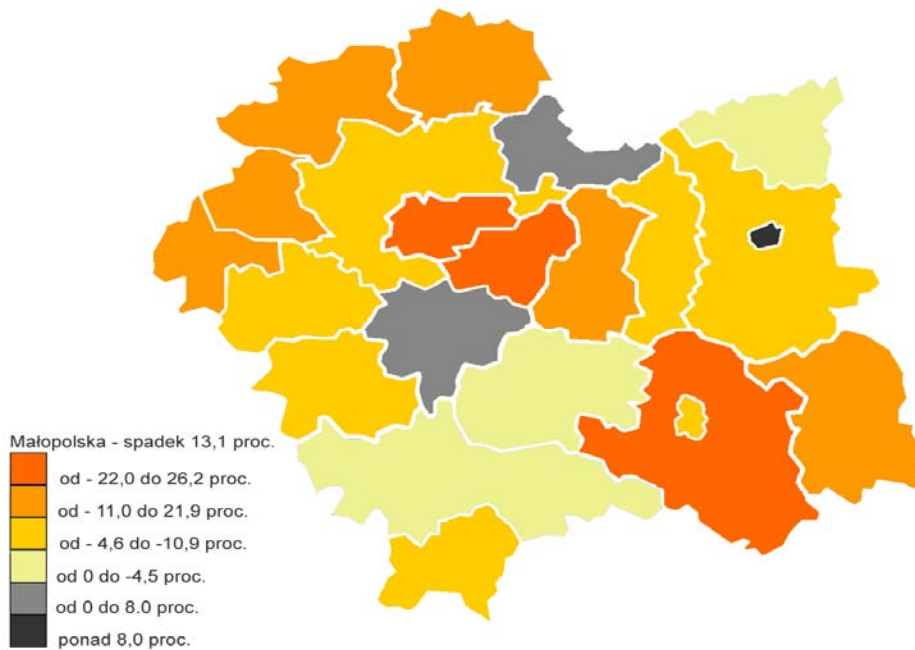 Małopolska - spadek 13,1 proc.
od - 22,0 do 26,2 proc.
od - 11,0 do 21,9 proc.
od - 4,6 do -10,9 proc.
od 0 do -4,5 proc.
od 0 do 8.0 proc.
ponad 8,0 proc.